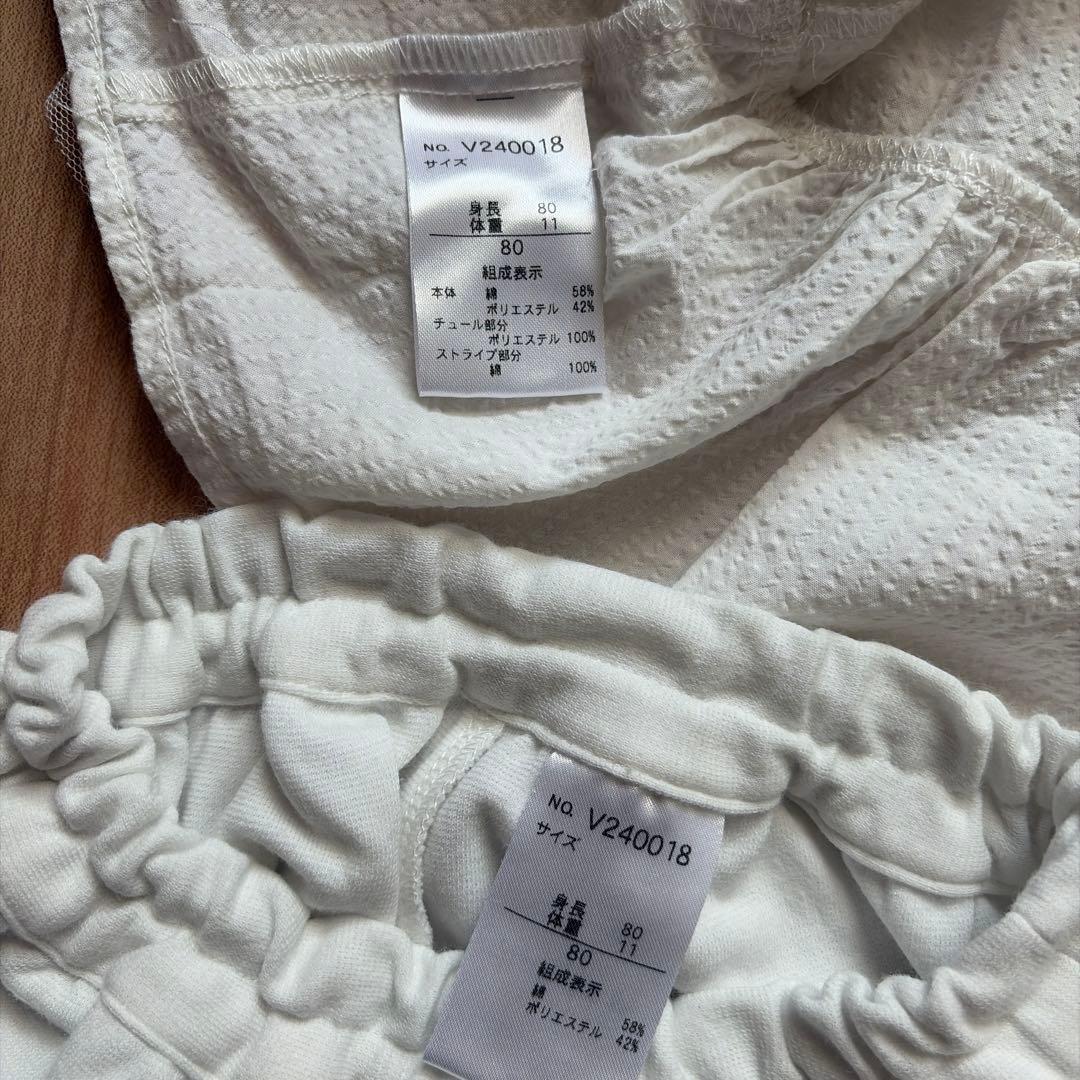 No. V240018
サイズ
身長 80
体重 11
80
組成表示
本体 綿 58%
ポリエステル 42%
チュール部分
ポリエステル 100%
ストライプ部分
綿 100%
No. V240018
サイズ
身長 80
体重 11
80
組成表示
綿 58%
ポリエステル 42%